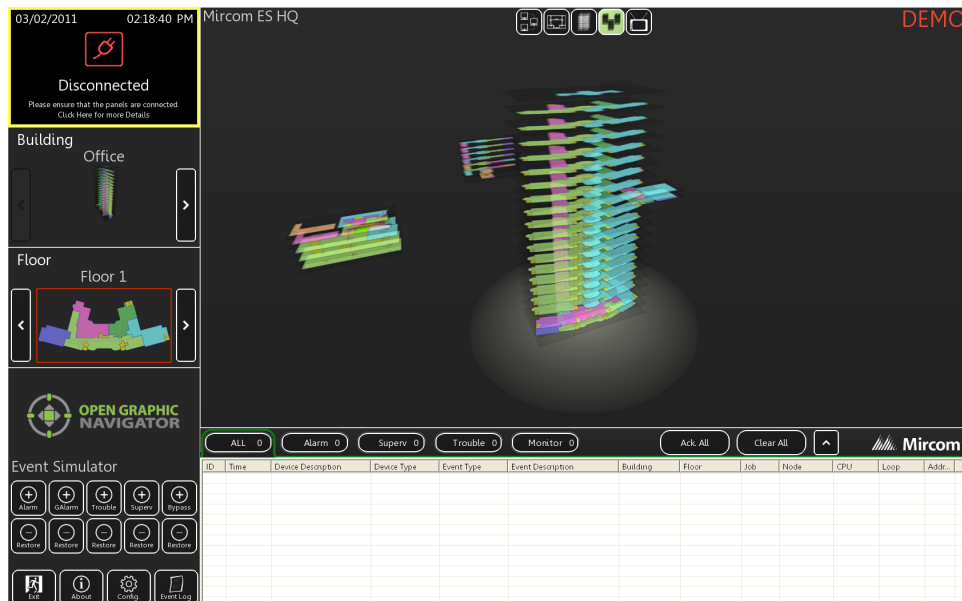 03/02/2011 02:18:40 PM
Disconnected
Please ensure that the panels are connected.
Click Here for more Details
Building
Office
Floor
Floor 1
OPEN GRAPHIC
NAVIGATOR
Event Simulator
Alarm GAlarm Trouble Superv Bypass
Restore Restore Restore Restore Restore
Exit About Config. Event Log
Mircom ES HQ
DEMO
ALL 0 Alarm 0 Superv 0 Trouble 0 Monitor 0 Ack. All Clear All Mircom
ID Time Device Description Device Type Event Type Event Description Building Floor Job Node CPU Loop Addr...